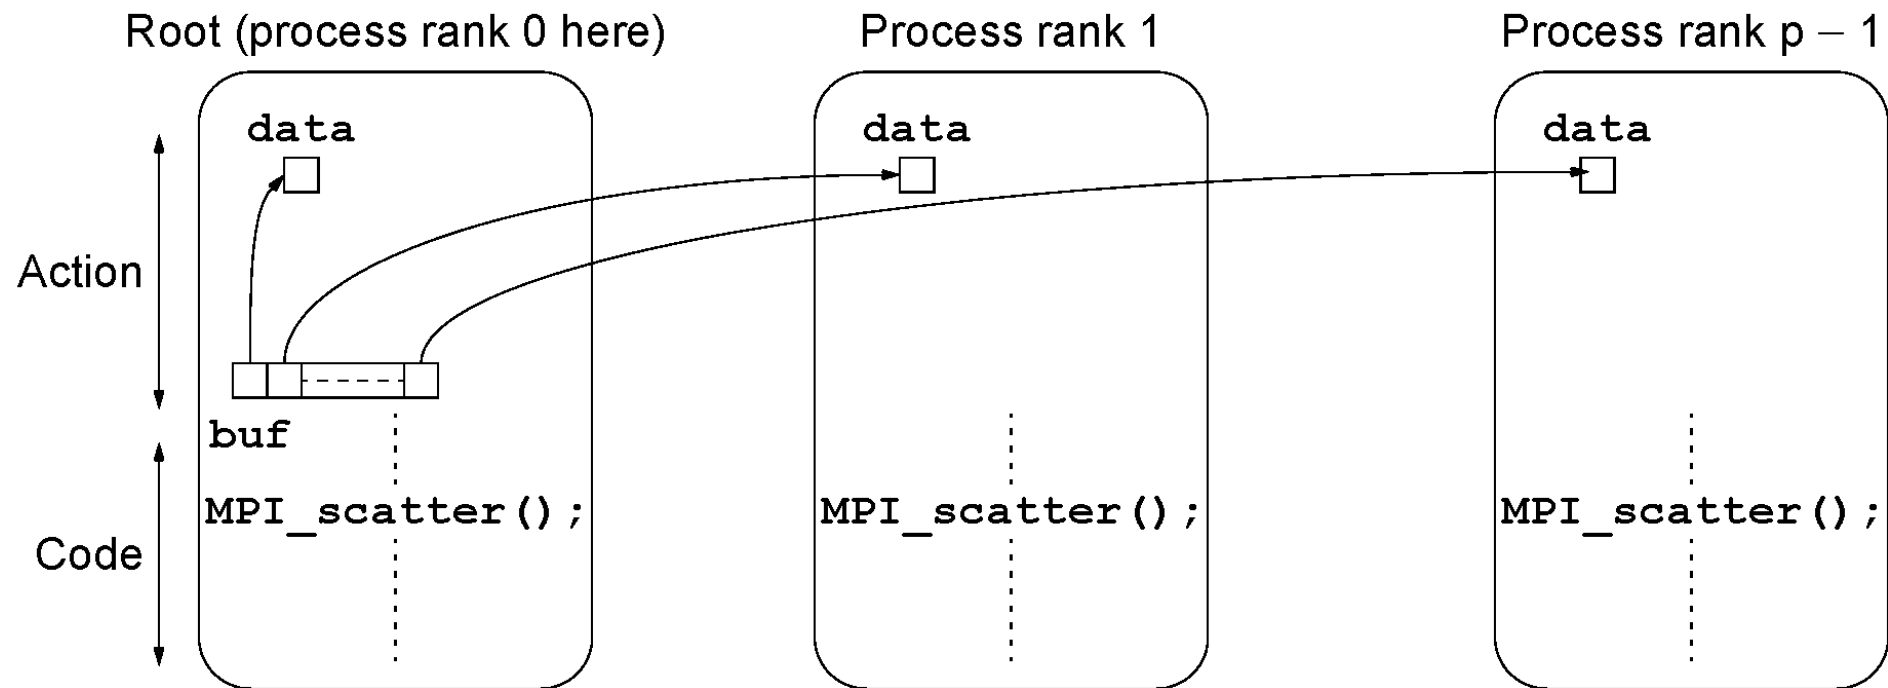 Root (process rank 0 here)
Process rank 1
Process rank p – 1
data
data
data
Action
buf
MPI_scatter();
MPI_scatter();
MPI_scatter();
Code